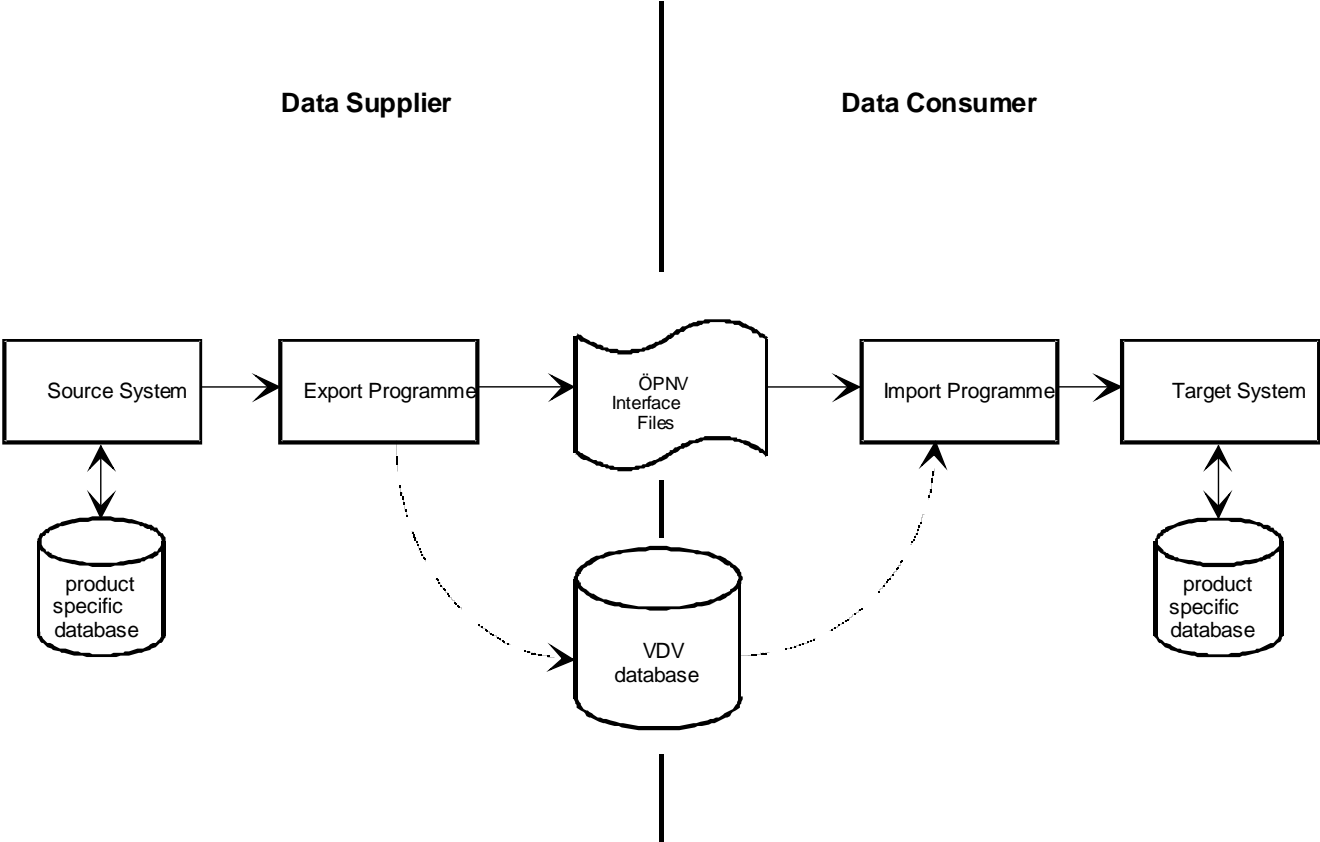 Data Supplier
Data Consumer
Source System
Export Programme
ÖPNV
Interface
Files
Import Programme
Target System
product
specific
database
VDV
database
product
specific
database